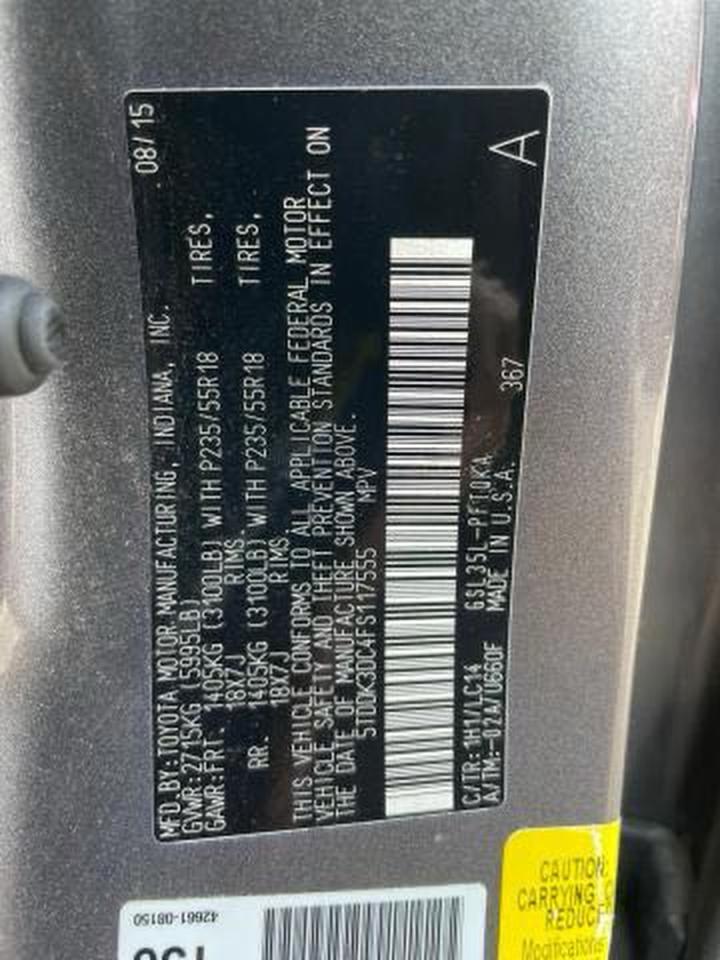 MFD.BY:TOYOTA MOTOR MANUFACTURING, INDIANA, INC. 08/15
GVWR:2715KG (5995LB)
GAWR:FRT. 1405KG (3100LB) WITH P235/55R18 TIRES,
18X7J RIMS.
RR. 1405KG (3100LB) WITH P235/55R18 TIRES,
18X7J RIMS
THIS VEHICLE CONFORMS TO ALL APPLICABLE FEDERAL MOTOR
VEHICLE SAFETY AND THEFT PREVENTION STANDARDS IN EFFECT ON
THE DATE OF MANUFACTURE SHOWN ABOVE.
5TDDK3DC4FS117555 MPV
C/TR:1H1/LC14 GSL35L-PFTQKA
A/TM:-02A/U660F MADE IN U.S.A. 367 A
42661-08150
CAUTION:
CARRYING
REDUCE
Modifications